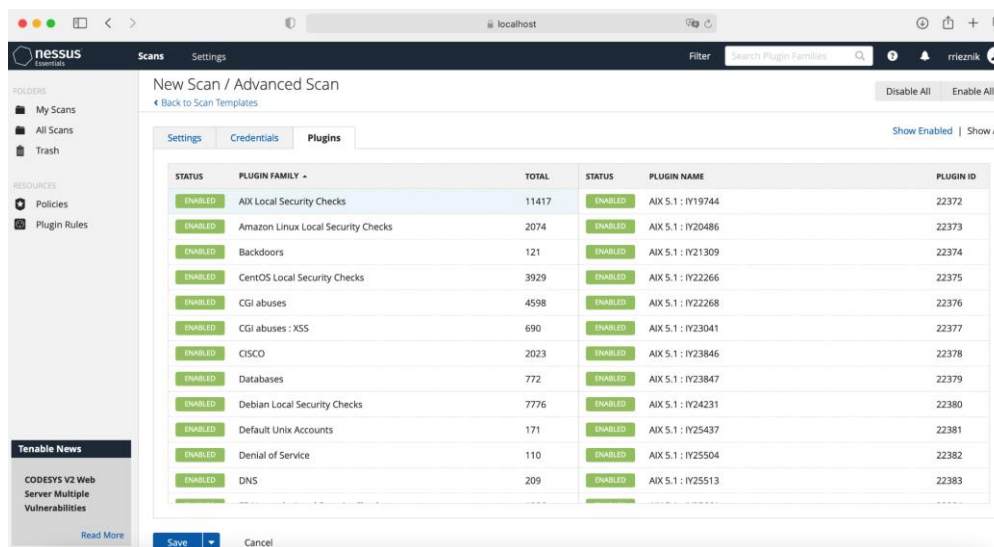 localhost
nessus
Essentials
Scans
Settings
Filter
Search Plugin Families
rrieznik
FOLDERS
My Scans
All Scans
Trash
RESOURCES
Policies
Plugin Rules
Tenable News
CODESYS V2 Web
Server Multiple
Vulnerabilities
Read More
New Scan / Advanced Scan
Back to Scan Templates
Disable All
Enable All
Settings
Credentials
Plugins
Show Enabled | Show
STATUS PLUGIN FAMILY TOTAL STATUS PLUGIN NAME PLUGIN ID
ENABLED AIX Local Security Checks 11417 ENABLED AIX 5.1 : IY19744 22372
ENABLED Amazon Linux Local Security Checks 2074 ENABLED AIX 5.1 : IY20486 22373
ENABLED Backdoors 121 ENABLED AIX 5.1 : IY21309 22374
ENABLED CentOS Local Security Checks 3929 ENABLED AIX 5.1 : IY22266 22375
ENABLED CGI abuses 4598 ENABLED AIX 5.1 : IY22268 22376
ENABLED CGI abuses : XSS 690 ENABLED AIX 5.1 : IY23041 22377
ENABLED CISCO 2023 ENABLED AIX 5.1 : IY23846 22378
ENABLED Databases 772 ENABLED AIX 5.1 : IY23847 22379
ENABLED Debian Local Security Checks 7776 ENABLED AIX 5.1 : IY24231 22380
ENABLED Default Unix Accounts 171 ENABLED AIX 5.1 : IY25437 22381
ENABLED Denial of Service 110 ENABLED AIX 5.1 : IY25504 22382
ENABLED DNS 209 ENABLED AIX 5.1 : IY25513 22383
Save
Cancel